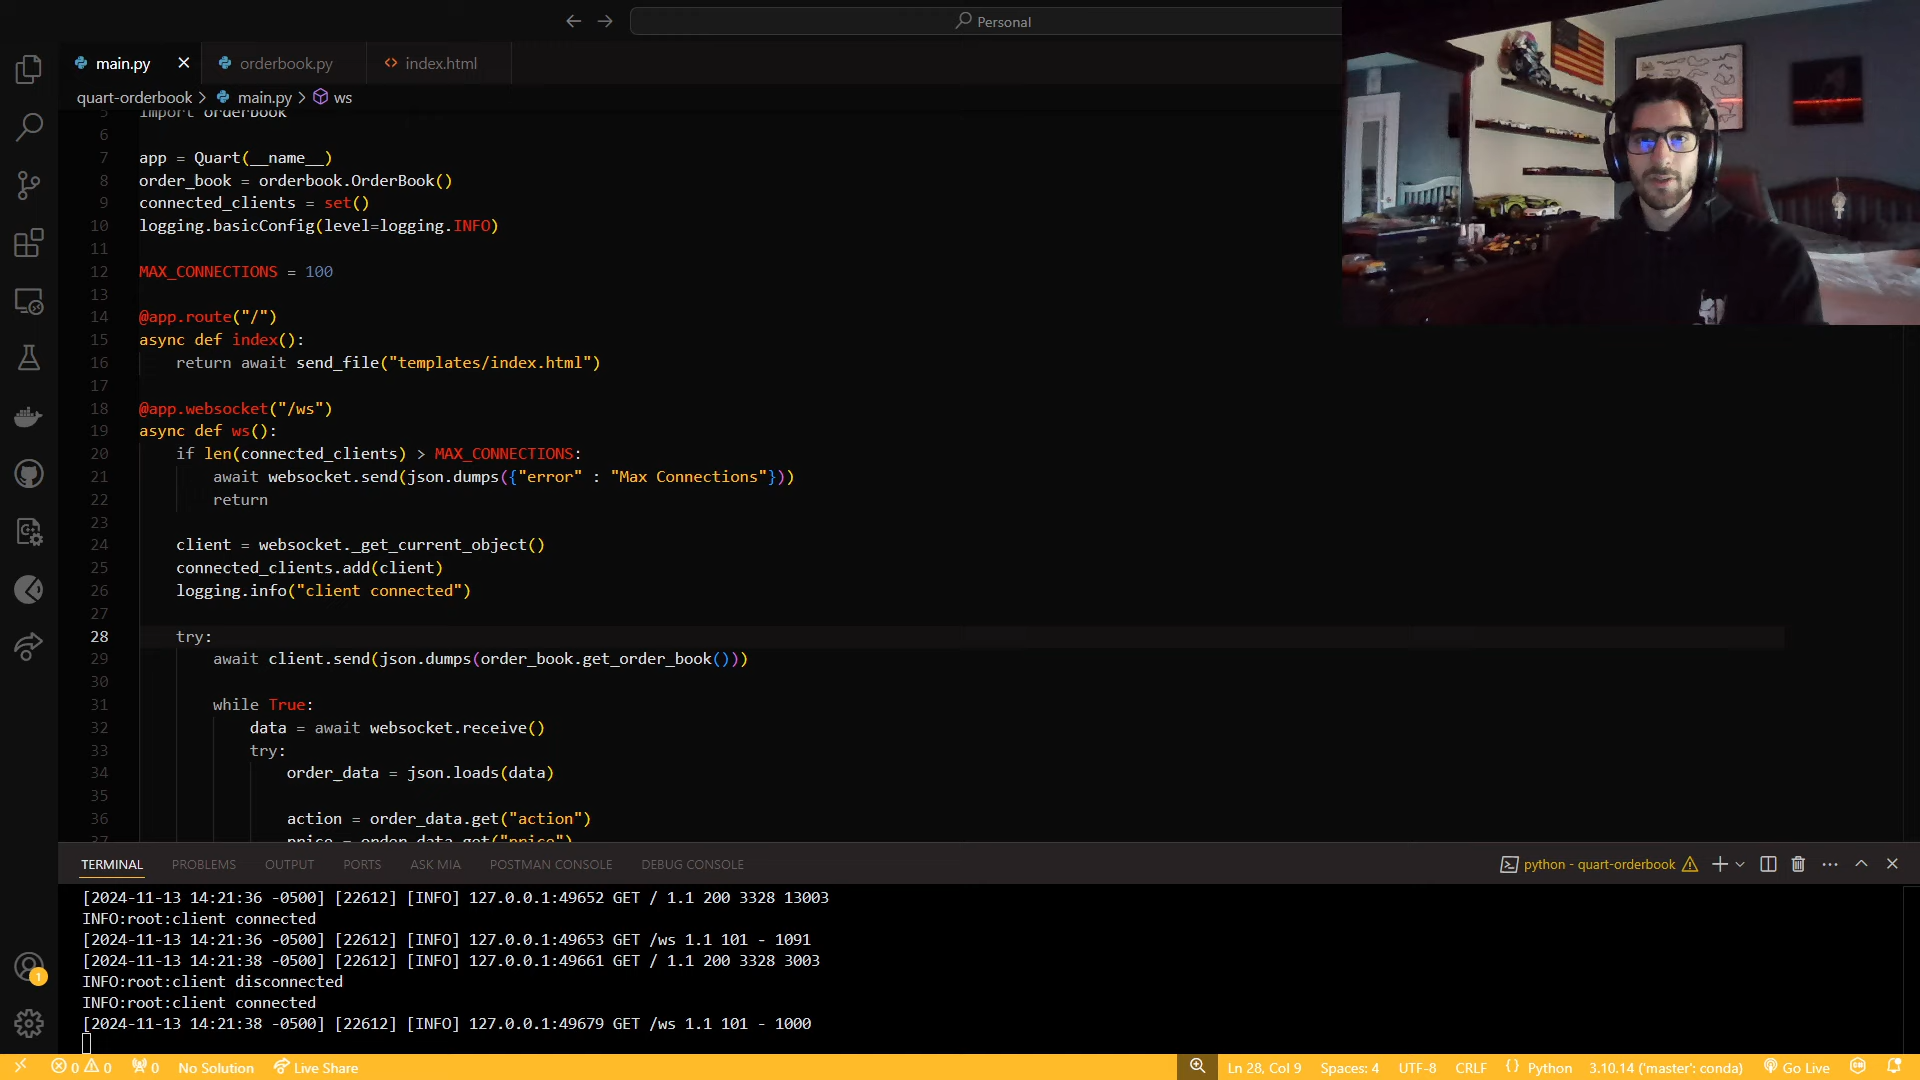 Personal
main.py
orderbook.py
index.html
quart-orderbook > main.py > ws
5 import orderbook
6
7 app = Quart(__name__)
8 order_book = orderbook.OrderBook()
9 connected_clients = set()
10 logging.basicConfig(level=logging.INFO)
11
12 MAX_CONNECTIONS = 100
13
14 @app.route("/")
15 async def index():
16 return await send_file("templates/index.html")
17
18 @app.websocket("/ws")
19 async def ws():
20 if len(connected_clients) > MAX_CONNECTIONS:
21 await websocket.send(json.dumps({"error" : "Max Connections"}))
22 return
23
24 client = websocket._get_current_object()
25 connected_clients.add(client)
26 logging.info("client connected")
27
28 try:
29 await client.send(json.dumps(order_book.get_order_book()))
30
31 while True:
32 data = await websocket.receive()
33 try:
34 order_data = json.loads(data)
35
36 action = order_data.get("action")
37 price = order_data.get("price")
TERMINAL PROBLEMS OUTPUT PORTS ASK MIA POSTMAN CONSOLE DEBUG CONSOLE
python - quart-orderbook
[2024-11-13 14:21:36 -0500] [22612] [INFO] 127.0.0.1:49652 GET / 1.1 200 3328 13003
INFO:root:client connected
[2024-11-13 14:21:36 -0500] [22612] [INFO] 127.0.0.1:49653 GET /ws 1.1 101 - 1091
[2024-11-13 14:21:38 -0500] [22612] [INFO] 127.0.0.1:49661 GET / 1.1 200 3328 3003
INFO:root:client disconnected
INFO:root:client connected
[2024-11-13 14:21:38 -0500] [22612] [INFO] 127.0.0.1:49679 GET /ws 1.1 101 - 1000
1
0 0 0 No Solution Live Share Ln 28, Col 9 Spaces: 4 UTF-8 CRLF {} Python 3.10.14 ('master': conda) Go Live